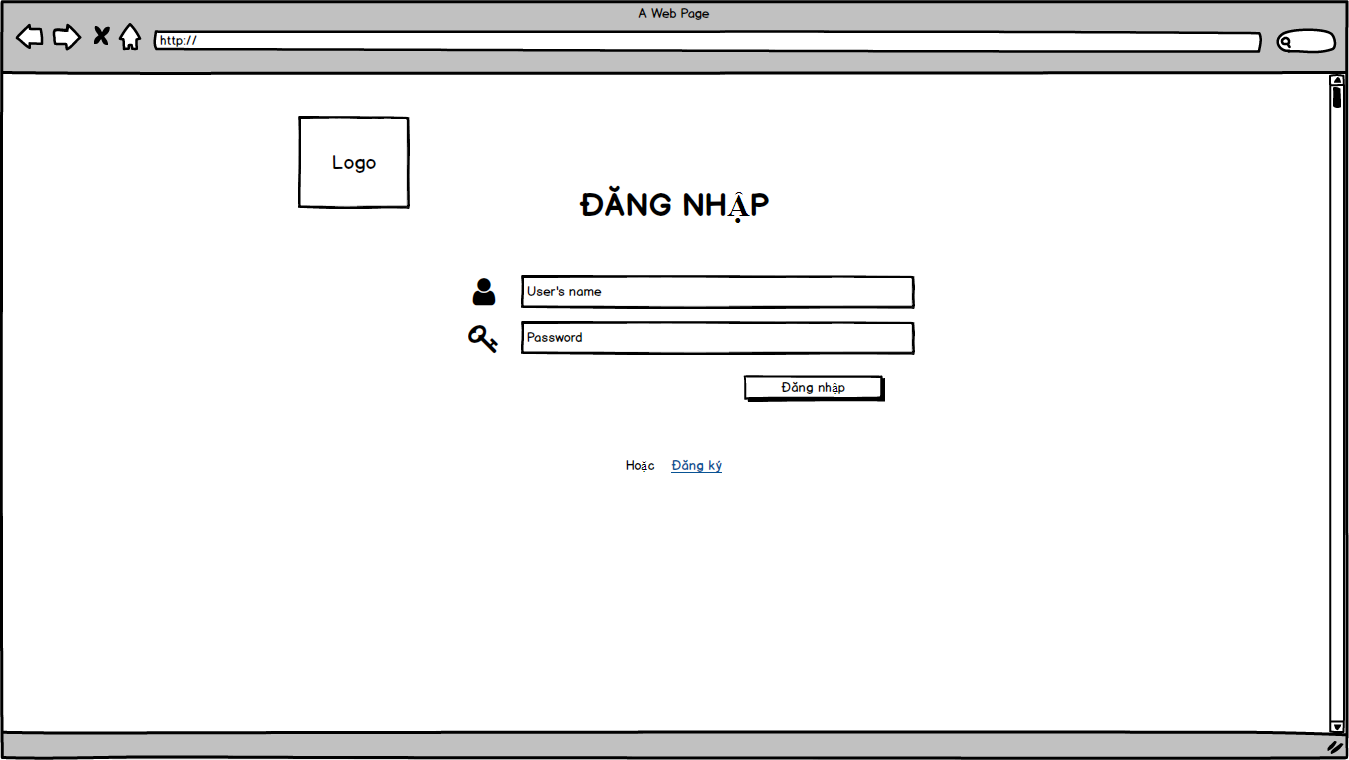 A Web Page
http://
Logo
ĐĂNG NHẬP
User's name
Password
Đăng nhập
Hoặc Đăng ký